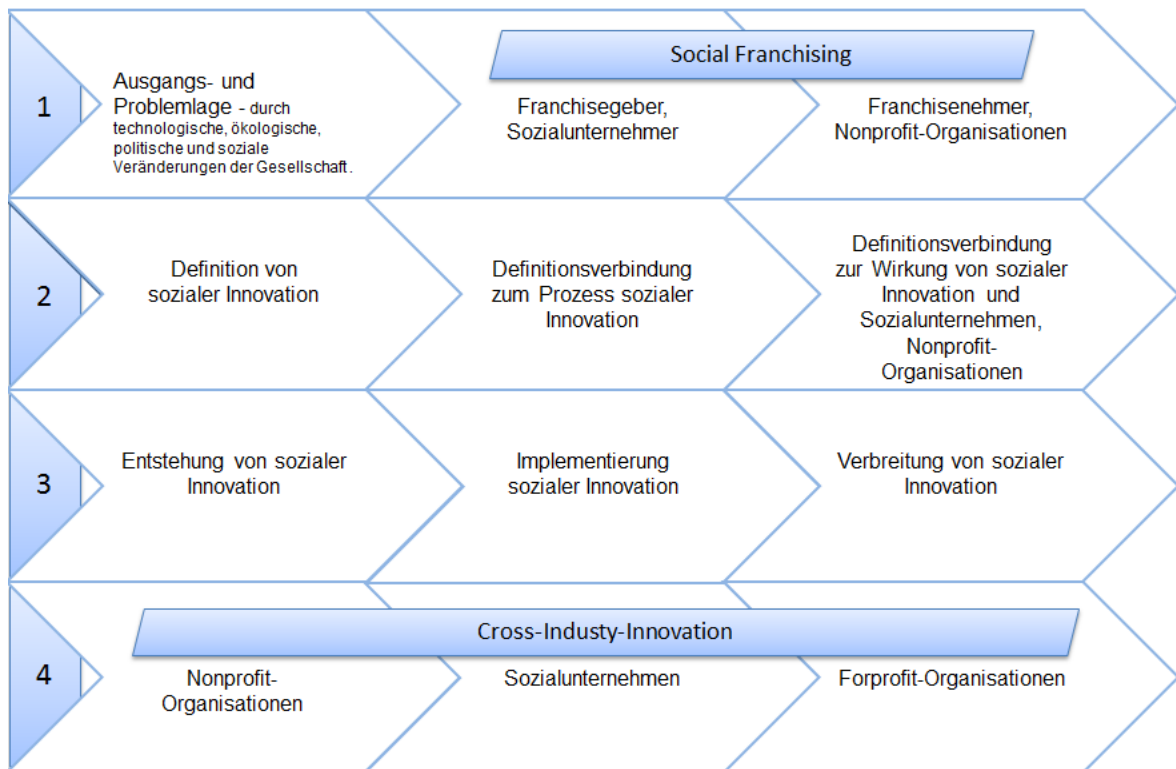 Social Franchising
1
Ausgangs- und
Problemlage - durch
technologische, ökologische,
politische und soziale
Veränderungen der Gesellschaft.
Franchisegeber,
Sozialunternehmer
Franchisenehmer,
Nonprofit-Organisationen
2
Definition von
sozialer Innovation
Definitionsverbindung
zum Prozess sozialer
Innovation
Definitionsverbindung
zur Wirkung von sozialer
Innovation und
Sozialunternehmen,
Nonprofit-
Organisationen
3
Entstehung von sozialer
Innovation
Implementierung
sozialer Innovation
Verbreitung von sozialer
Innovation
Cross-Industy-Innovation
4
Nonprofit-
Organisationen
Sozialunternehmen
Forprofit-Organisationen